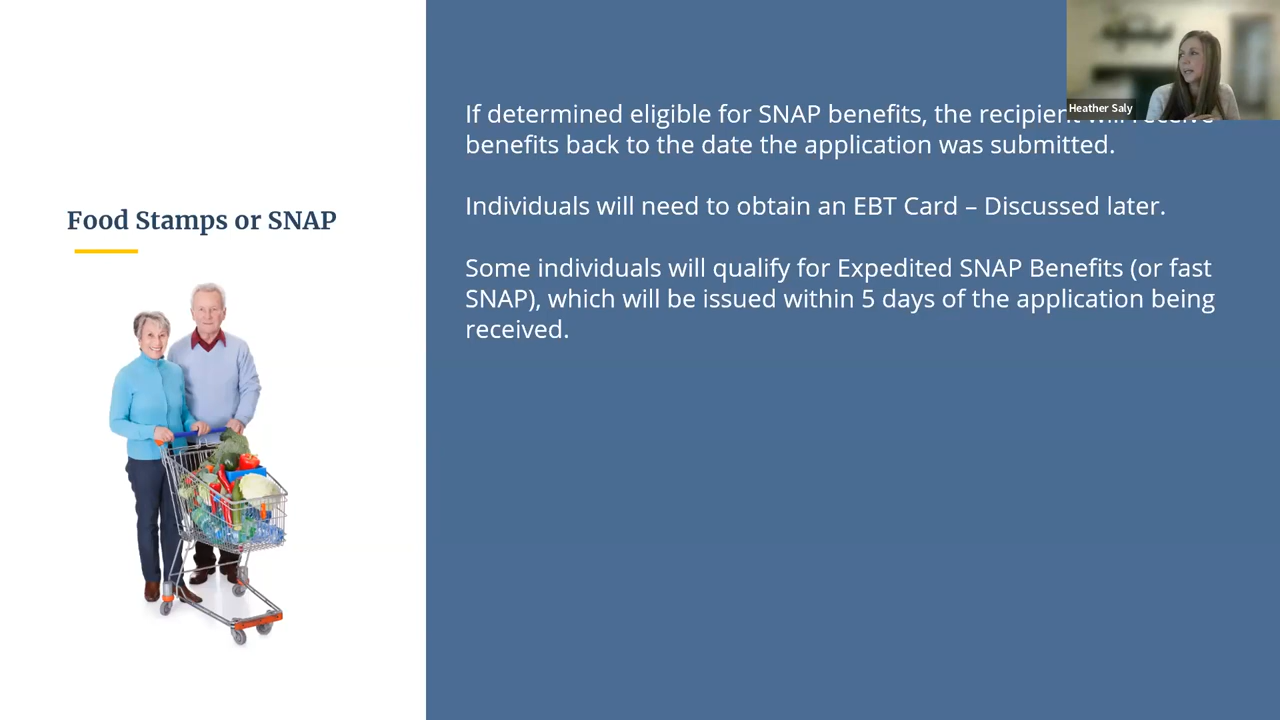 Heather Saly
If determined eligible for SNAP benefits, the recipient will receive
benefits back to the date the application was submitted.
Individuals will need to obtain an EBT Card – Discussed later.
Food Stamps or SNAP
Some individuals will qualify for Expedited SNAP Benefits (or fast
SNAP), which will be issued within 5 days of the application being
received.